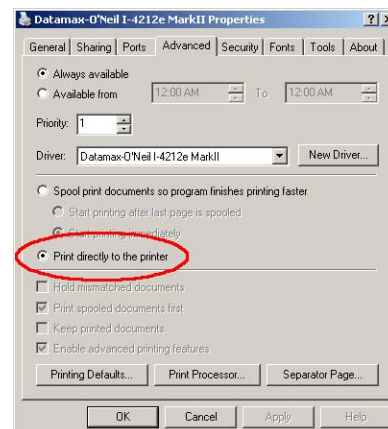 Datamax-O'Neil I-4212e MarkII Properties
General Sharing Ports Advanced Security Fonts Tools About
Always available
Available from 12:00 AM To 12:00 AM
Priority: 1
Driver: Datamax-O'Neil I-4212e MarkII New Driver...
Spool print documents so program finishes printing faster
Start printing after last page is spooled
Start printing immediately
Print directly to the printer
Hold mismatched documents
Print spooled documents first
Keep printed documents
Enable advanced printing features
Printing Defaults... Print Processor... Separator Page...
OK Cancel Apply Help